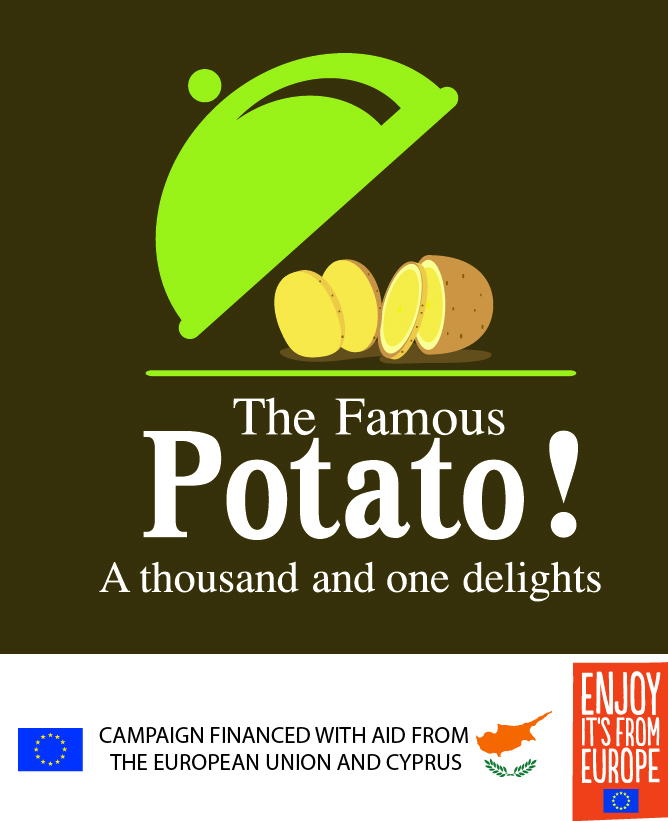 The Famous
Potato!
A thousand and one delights
CAMPAIGN FINANCED WITH AID FROM
THE EUROPEAN UNION AND CYPRUS
ENJOY
IT'S FROM
EUROPE